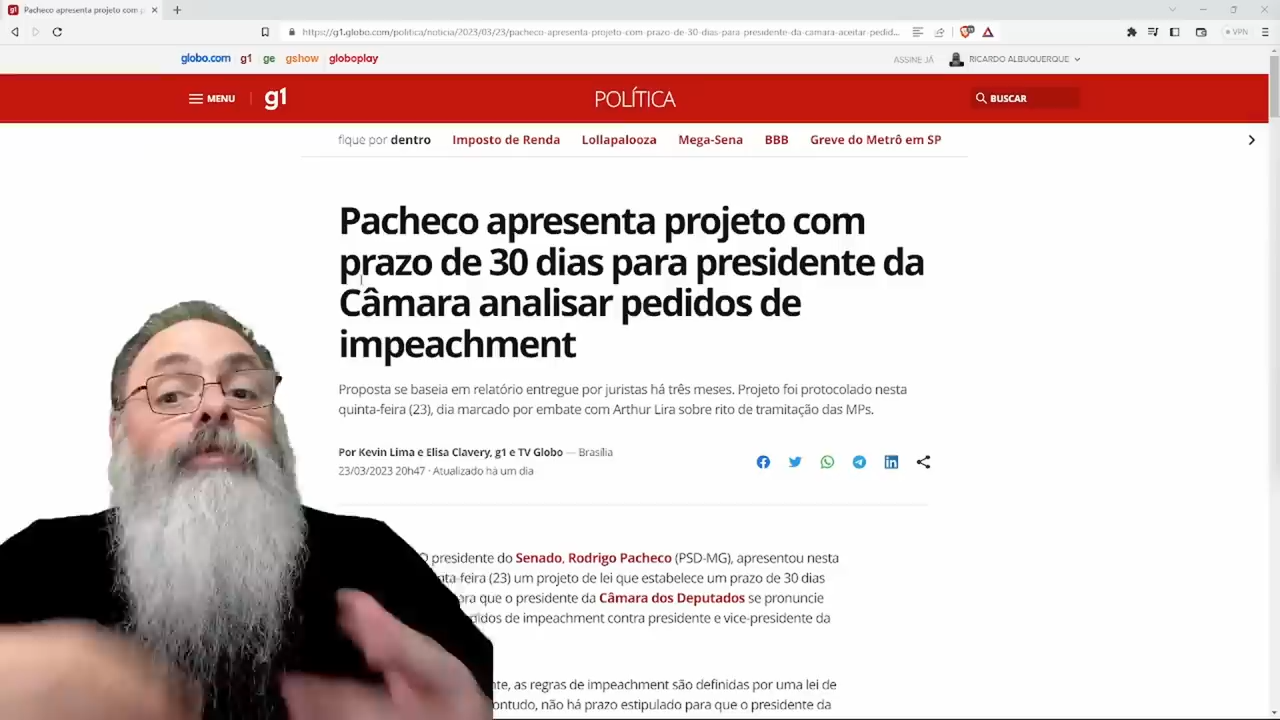 g1 Pacheco apresenta projeto com p
https://g1.globo.com/politica/noticia/2023/03/23/pacheco-apresenta-projeto-com-prazo-de-30-dias-para-presidente-da-camara-aceitar-pedid...
VPN
globo.com g1 ge gshow globoplay
ASSINE JÁ RICARDO ALBUQUERQUE
MENU g1 POLÍTICA BUSCAR
fique por dentro Imposto de Renda Lollapalooza Mega-Sena BBB Greve do Metrô em SP
Pacheco apresenta projeto com
prazo de 30 dias para presidente da
Câmara analisar pedidos de
impeachment
Proposta se baseia em relatório entregue por juristas há três meses. Projeto foi protocolado nesta
quinta-feira (23), dia marcado por embate com Arthur Lira sobre rito de tramitação das MPs.
Por Kevin Lima e Elisa Clavery, g1 e TV Globo — Brasília
23/03/2023 20h47 · Atualizado há um dia
O presidente do Senado, Rodrigo Pacheco (PSD-MG), apresentou nesta
nta-feira (23) um projeto de lei que estabelece um prazo de 30 dias
ara que o presidente da Câmara dos Deputados se pronuncie
didos de impeachment contra presidente e vice-presidente da
te, as regras de impeachment são definidas por uma lei de
ontudo, não há prazo estipulado para que o presidente da